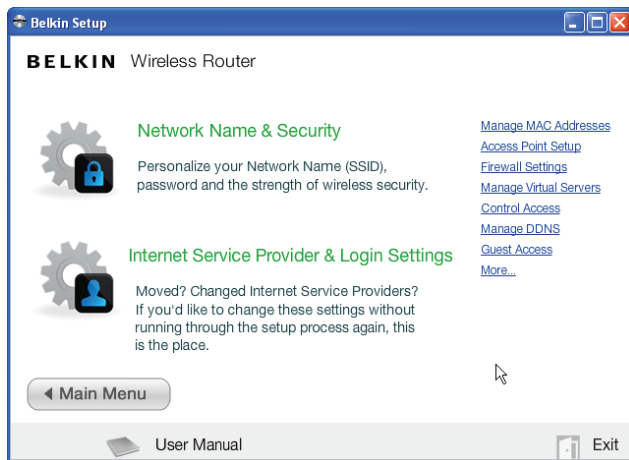 Belkin Setup
BELKIN Wireless Router
Network Name & Security
Personalize your Network Name (SSID),
password and the strength of wireless security.
Internet Service Provider & Login Settings
Moved? Changed Internet Service Providers?
If you'd like to change these settings without
running through the setup process again, this
is the place.
Manage MAC Addresses
Access Point Setup
Firewall Settings
Manage Virtual Servers
Control Access
Manage DDNS
Guest Access
More...
Main Menu
User Manual
Exit